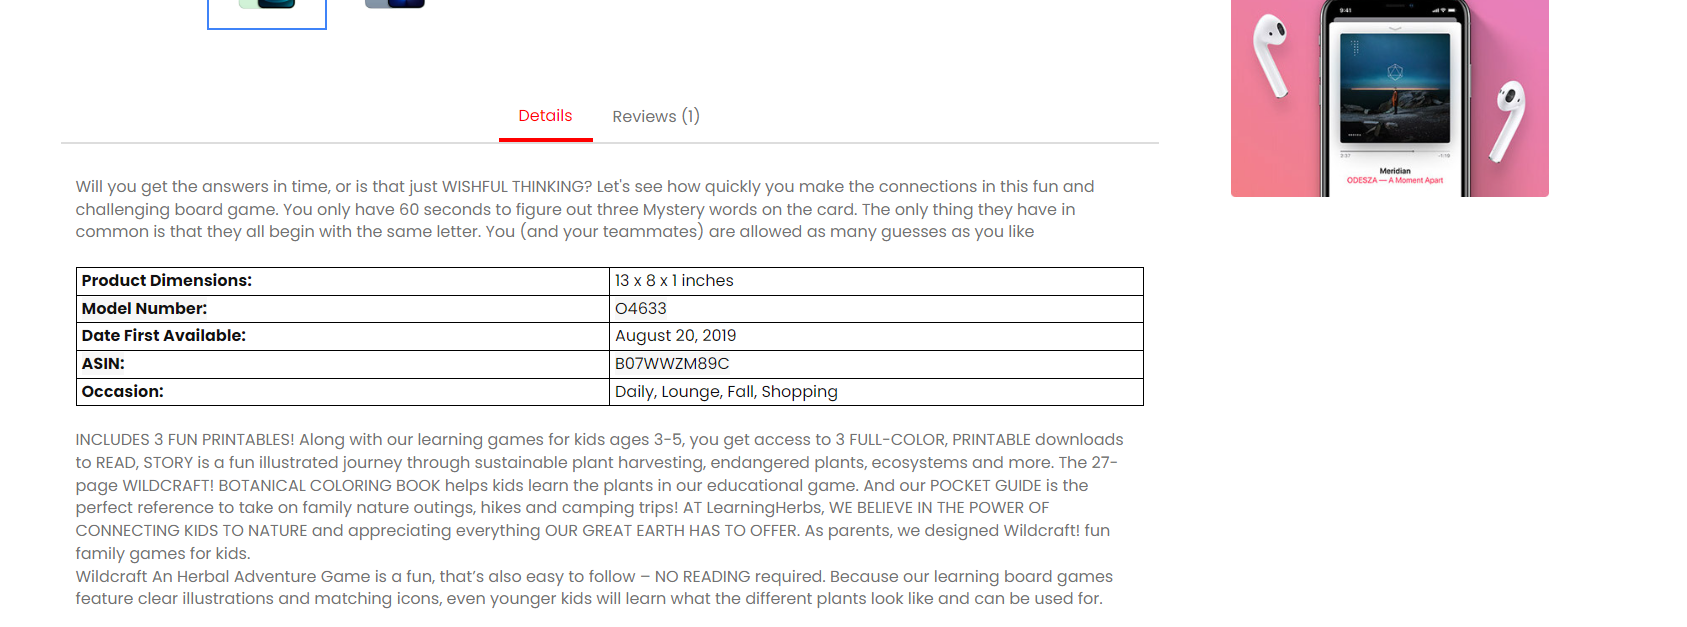 Details
Reviews (1)
Will you get the answers in time, or is that just WISHFUL THINKING? Let's see how quickly you make the connections in this fun and
challenging board game. You only have 60 seconds to figure out three Mystery words on the card. The only thing they have in
common is that they all begin with the same letter. You (and your teammates) are allowed as many guesses as you like
Product Dimensions: 13 x 8 x 1 inches
Model Number: O4633
Date First Available: August 20, 2019
ASIN: B07WWZM89C
Occasion: Daily, Lounge, Fall, Shopping
INCLUDES 3 FUN PRINTABLES! Along with our learning games for kids ages 3-5, you get access to 3 FULL-COLOR, PRINTABLE downloads
to READ, STORY is a fun illustrated journey through sustainable plant harvesting, endangered plants, ecosystems and more. The 27-
page WILDCRAFT! BOTANICAL COLORING BOOK helps kids learn the plants in our educational game. And our POCKET GUIDE is the
perfect reference to take on family nature outings, hikes and camping trips! AT LearningHerbs, WE BELIEVE IN THE POWER OF
CONNECTING KIDS TO NATURE and appreciating everything OUR GREAT EARTH HAS TO OFFER. As parents, we designed Wildcraft! fun
family games for kids.
Wildcraft An Herbal Adventure Game is a fun, that’s also easy to follow – NO READING required. Because our learning board games
feature clear illustrations and matching icons, even younger kids will learn what the different plants look like and can be used for.
9:41
Meridian
ODESZA — A Moment Apart